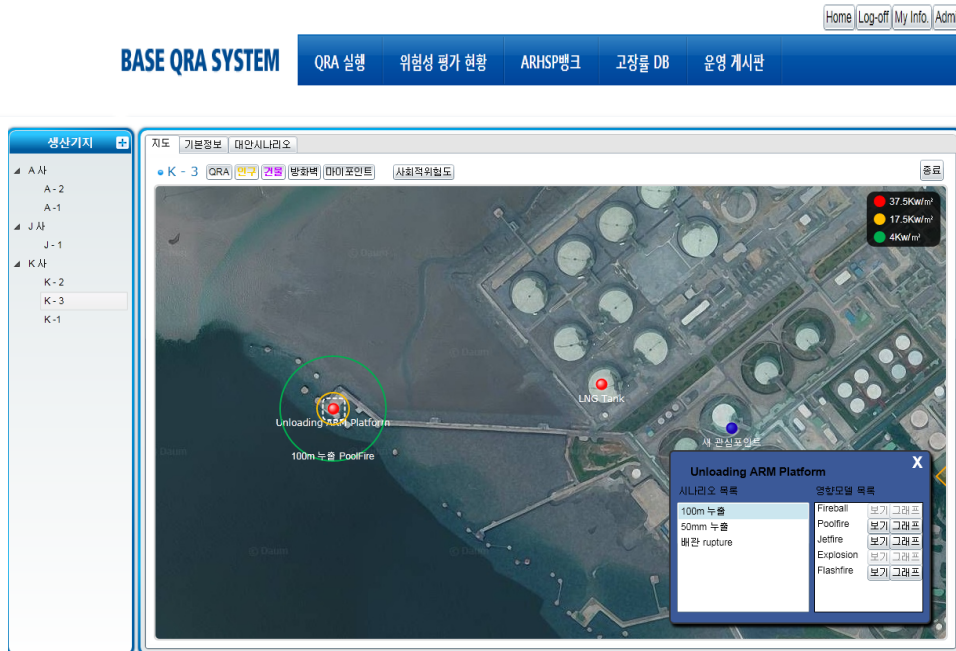 Home Log-off My Info. Admi
BASE QRA SYSTEM QRA 실행 위험성 평가 현황 ARHSP뱅크 고장률 DB 운영 게시판
생산기지
지도 기본정보 대안시나리오
A 사
A - 2
A -1
J 사
J - 1
K 사
K - 2
K - 3
K -1
K - 3 QRA 인구 건물 방화벽 마이포인트 사회적위험도 종료
37.5Kw/m²
17.5Kw/m²
4Kw/m²
© Daum
© Daum
LNG Tank
Unloading ARM Platform
새 관심포인트
Daum
100m 누출 PoolFire
© Daum
© Daum
Unloading ARM Platform X
시나리오 목록 영향모델 목록
100m 누출
50mm 누출
배관 rupture
Fireball 보기 그래프
Poolfire 보기 그래프
Jetfire 보기 그래프
Explosion 보기 그래프
Flashfire 보기 그래프